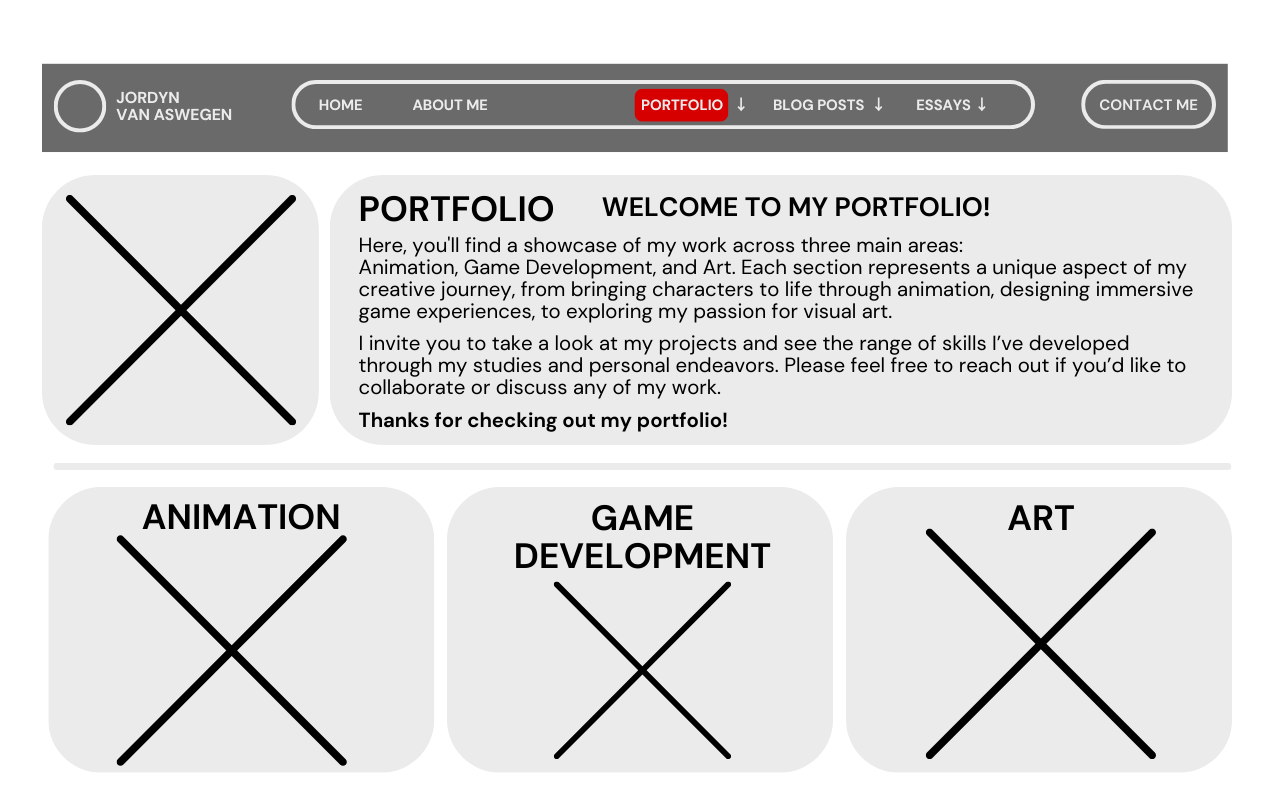 JORDYN
VAN ASWEGEN
HOME ABOUT ME PORTFOLIO ↓ BLOG POSTS ↓ ESSAYS ↓ CONTACT ME
PORTFOLIO WELCOME TO MY PORTFOLIO!
Here, you'll find a showcase of my work across three main areas:
Animation, Game Development, and Art. Each section represents a unique aspect of my
creative journey, from bringing characters to life through animation, designing immersive
game experiences, to exploring my passion for visual art.
I invite you to take a look at my projects and see the range of skills I’ve developed
through my studies and personal endeavors. Please feel free to reach out if you’d like to
collaborate or discuss any of my work.
Thanks for checking out my portfolio!
ANIMATION
GAME
DEVELOPMENT
ART